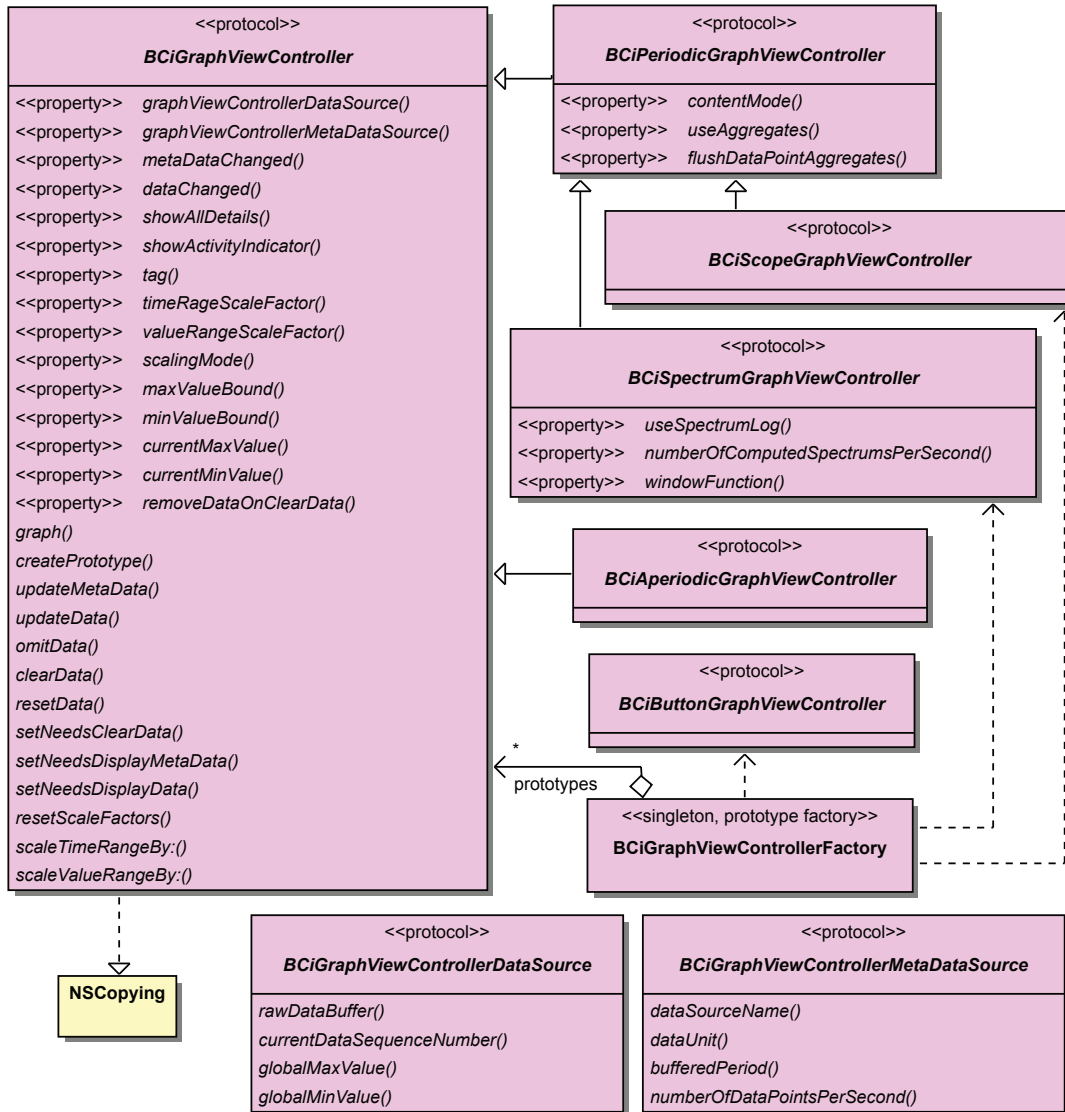 <<protocol>>
BCiGraphViewController
<<property>> graphViewControllerDataSource()
<<property>> graphViewControllerMetaDataSource()
<<property>> metaDataChanged()
<<property>> dataChanged()
<<property>> showAllDetails()
<<property>> showActivityIndicator()
<<property>> tag()
<<property>> timeRageScaleFactor()
<<property>> valueRangeScaleFactor()
<<property>> scalingMode()
<<property>> maxValueBound()
<<property>> minValueBound()
<<property>> currentMaxValue()
<<property>> currentMinValue()
<<property>> removeDataOnClearData()
graph()
createPrototype()
updateMetaData()
updateData()
omitData()
clearData()
resetData()
setNeedsClearData()
setNeedsDisplayMetaData()
setNeedsDisplayData()
resetScaleFactors()
scaleTimeRangeBy:()
scaleValueRangeBy:()
<<protocol>>
BCiPeriodicGraphViewController
<<property>> contentMode()
<<property>> useAggregates()
<<property>> flushDataPointAggregates()
<<protocol>>
BCiScopeGraphViewController
<<protocol>>
BCiSpectrumGraphViewController
<<property>> useSpectrumLog()
<<property>> numberOfComputedSpectrumsPerSecond()
<<property>> windowFunction()
<<protocol>>
BCiAperiodicGraphViewController
<<protocol>>
BCiButtonGraphViewController
*
prototypes
<<singleton, prototype factory>>
BCiGraphViewControllerFactory
NSCopying
<<protocol>>
BCiGraphViewControllerDataSource
rawDataBuffer()
currentDataSequenceNumber()
globalMaxValue()
globalMinValue()
<<protocol>>
BCiGraphViewControllerMetaDataSource
dataSourceName()
dataUnit()
bufferedPeriod()
numberOfDataPointsPerSecond()